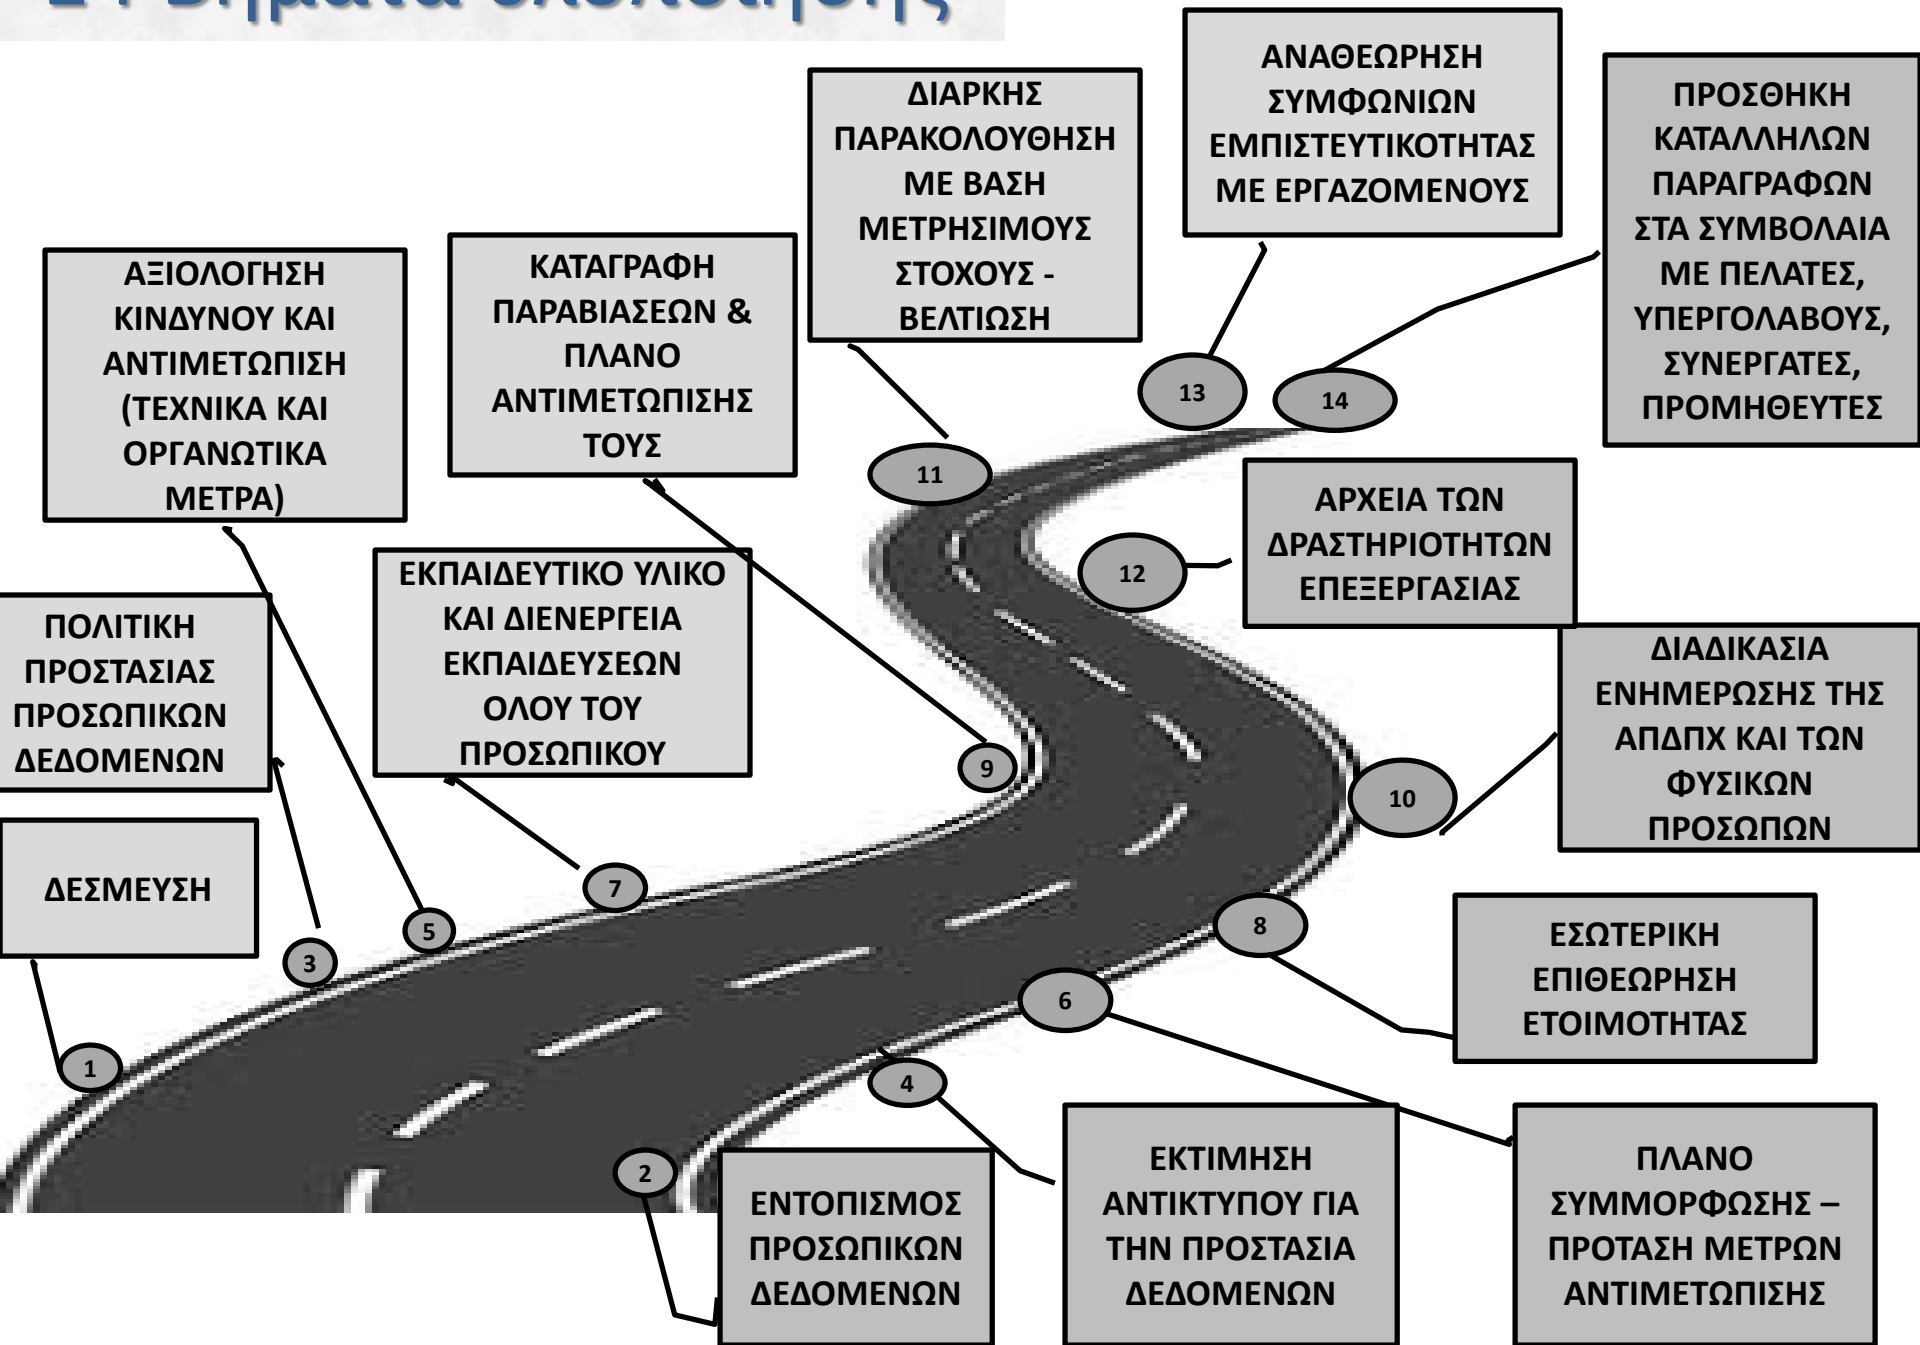 14 Βήματα υλοποίησης
ΑΝΑΘΕΩΡΗΣΗ
ΣΥΜΦΩΝΙΩΝ
ΕΜΠΙΣΤΕΥΤΙΚΟΤΗΤΑΣ
ΜΕ ΕΡΓΑΖΟΜΕΝΟΥΣ
ΠΡΟΣΘΗΚΗ
ΚΑΤΑΛΛΗΛΩΝ
ΠΑΡΑΓΡΑΦΩΝ
ΣΤΑ ΣΥΜΒΟΛΑΙΑ
ΜΕ ΠΕΛΑΤΕΣ,
ΥΠΕΡΓΟΛΑΒΟΥΣ,
ΣΥΝΕΡΓΑΤΕΣ,
ΠΡΟΜΗΘΕΥΤΕΣ
ΔΙΑΡΚΗΣ
ΠΑΡΑΚΟΛΟΥΘΗΣΗ
ΜΕ ΒΑΣΗ
ΜΕΤΡΗΣΙΜΟΥΣ
ΣΤΟΧΟΥΣ -
ΒΕΛΤΙΩΣΗ
ΚΑΤΑΓΡΑΦΗ
ΠΑΡΑΒΙΑΣΕΩΝ &
ΠΛΑΝΟ
ΑΝΤΙΜΕΤΩΠΙΣΗΣ
ΤΟΥΣ
ΑΞΙΟΛΟΓΗΣΗ
ΚΙΝΔΥΝΟΥ ΚΑΙ
ΑΝΤΙΜΕΤΩΠΙΣΗ
(ΤΕΧΝΙΚΑ ΚΑΙ
ΟΡΓΑΝΩΤΙΚΑ
ΜΕΤΡΑ)
13
14
11
ΑΡΧΕΙΑ ΤΩΝ
ΔΡΑΣΤΗΡΙΟΤΗΤΩΝ
ΕΠΕΞΕΡΓΑΣΙΑΣ
12
ΕΚΠΑΙΔΕΥΤΙΚΟ ΥΛΙΚΟ
ΚΑΙ ΔΙΕΝΕΡΓΕΙΑ
ΕΚΠΑΙΔΕΥΣΕΩΝ
ΟΛΟΥ ΤΟΥ
ΠΡΟΣΩΠΙΚΟΥ
ΠΟΛΙΤΙΚΗ
ΠΡΟΣΤΑΣΙΑΣ
ΠΡΟΣΩΠΙΚΩΝ
ΔΕΔΟΜΕΝΩΝ
ΔΙΑΔΙΚΑΣΙΑ
ΕΝΗΜΕΡΩΣΗΣ ΤΗΣ
ΑΠΔΠΧ ΚΑΙ ΤΩΝ
ΦΥΣΙΚΩΝ
ΠΡΟΣΩΠΩΝ
9
10
ΔΕΣΜΕΥΣΗ
7
5
3
8
ΕΣΩΤΕΡΙΚΗ
ΕΠΙΘΕΩΡΗΣΗ
ΕΤΟΙΜΟΤΗΤΑΣ
6
1
4
2
ΕΝΤΟΠΙΣΜΟΣ
ΠΡΟΣΩΠΙΚΩΝ
ΔΕΔΟΜΕΝΩΝ
ΕΚΤΙΜΗΣΗ
ΑΝΤΙΚΤΥΠΟΥ ΓΙΑ
ΤΗΝ ΠΡΟΣΤΑΣΙΑ
ΔΕΔΟΜΕΝΩΝ
ΠΛΑΝΟ
ΣΥΜΜΟΡΦΩΣΗΣ –
ΠΡΟΤΑΣΗ ΜΕΤΡΩΝ
ΑΝΤΙΜΕΤΩΠΙΣΗΣ